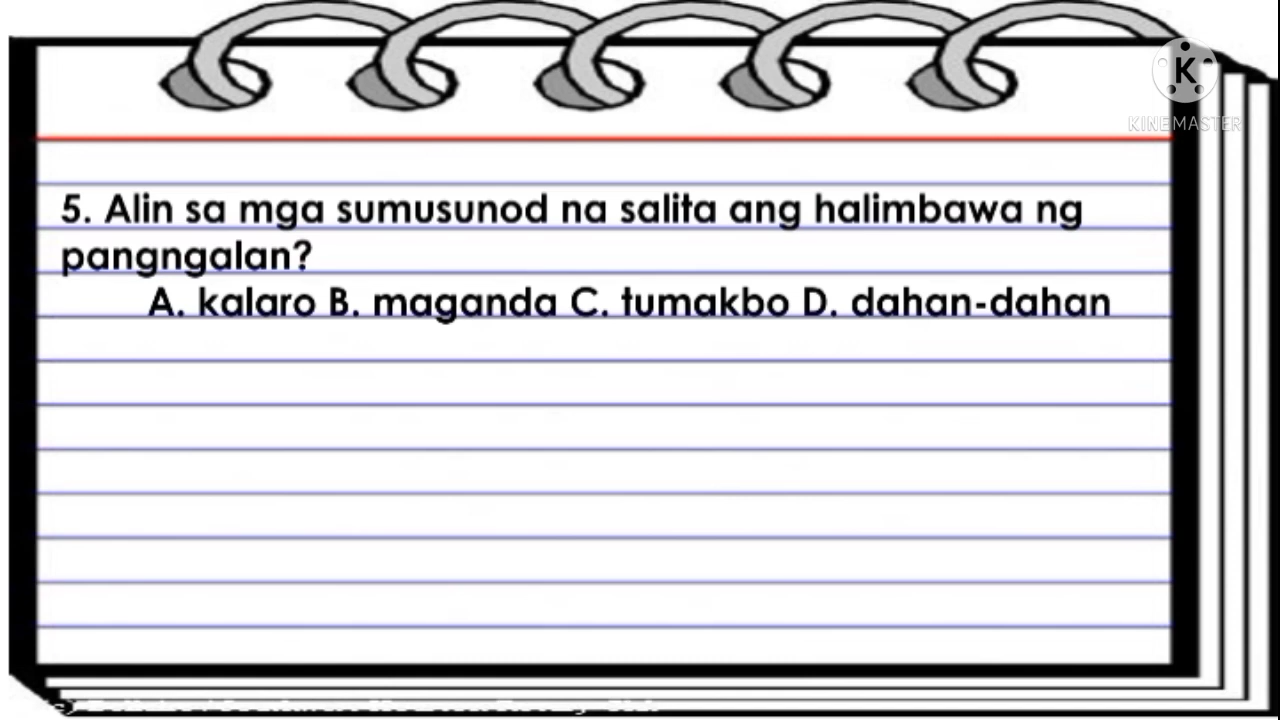 K
KINEMASTER
5. Alin sa mga sumusunod na salita ang halimbawa ng
pangngalan?
A. kalaro B. maganda C. tumakbo D. dahan-dahan